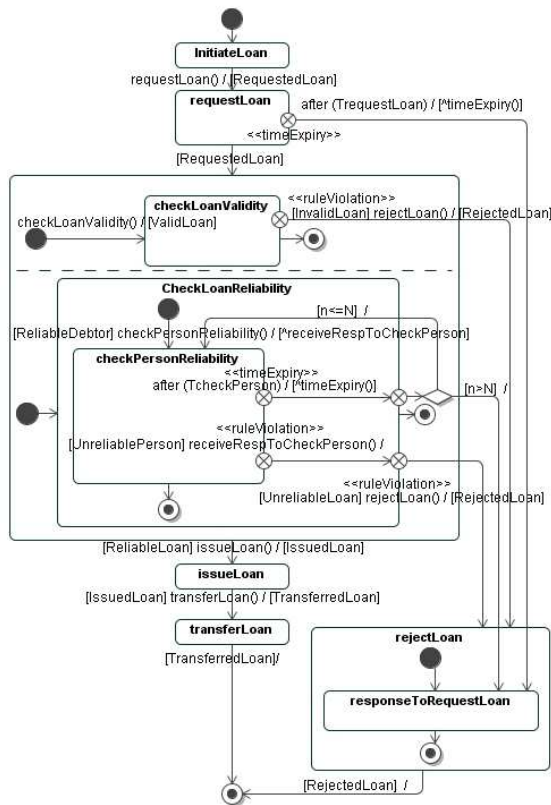 InitiateLoan
requestLoan() / [RequestedLoan]
requestLoan
after (TrequestLoan) / [^timeExpiry()]
<<timeExpiry>>
[RequestedLoan]
<<ruleViolation>>
checkLoanValidity
[InvalidLoan] rejectLoan() / [RejectedLoan]
checkLoanValidity() / [ValidLoan]
CheckLoanReliability
[n<=N] /
[ReliableDebtor] checkPersonReliability() / [^receiveRespToCheckPerson]
checkPersonReliability
<<timeExpiry>>
after (TcheckPerson) / [^timeExpiry()]
[n>N] /
<<ruleViolation>>
[UnreliablePerson] receiveRespToCheckPerson() /
<<ruleViolation>>
[UnreliableLoan] rejectLoan() / [RejectedLoan]
[ReliableLoan] issueLoan() / [IssuedLoan]
issueLoan
[IssuedLoan] transferLoan() / [TransferredLoan]
transferLoan
rejectLoan
[TransferredLoan]/
responseToRequestLoan
[RejectedLoan] /